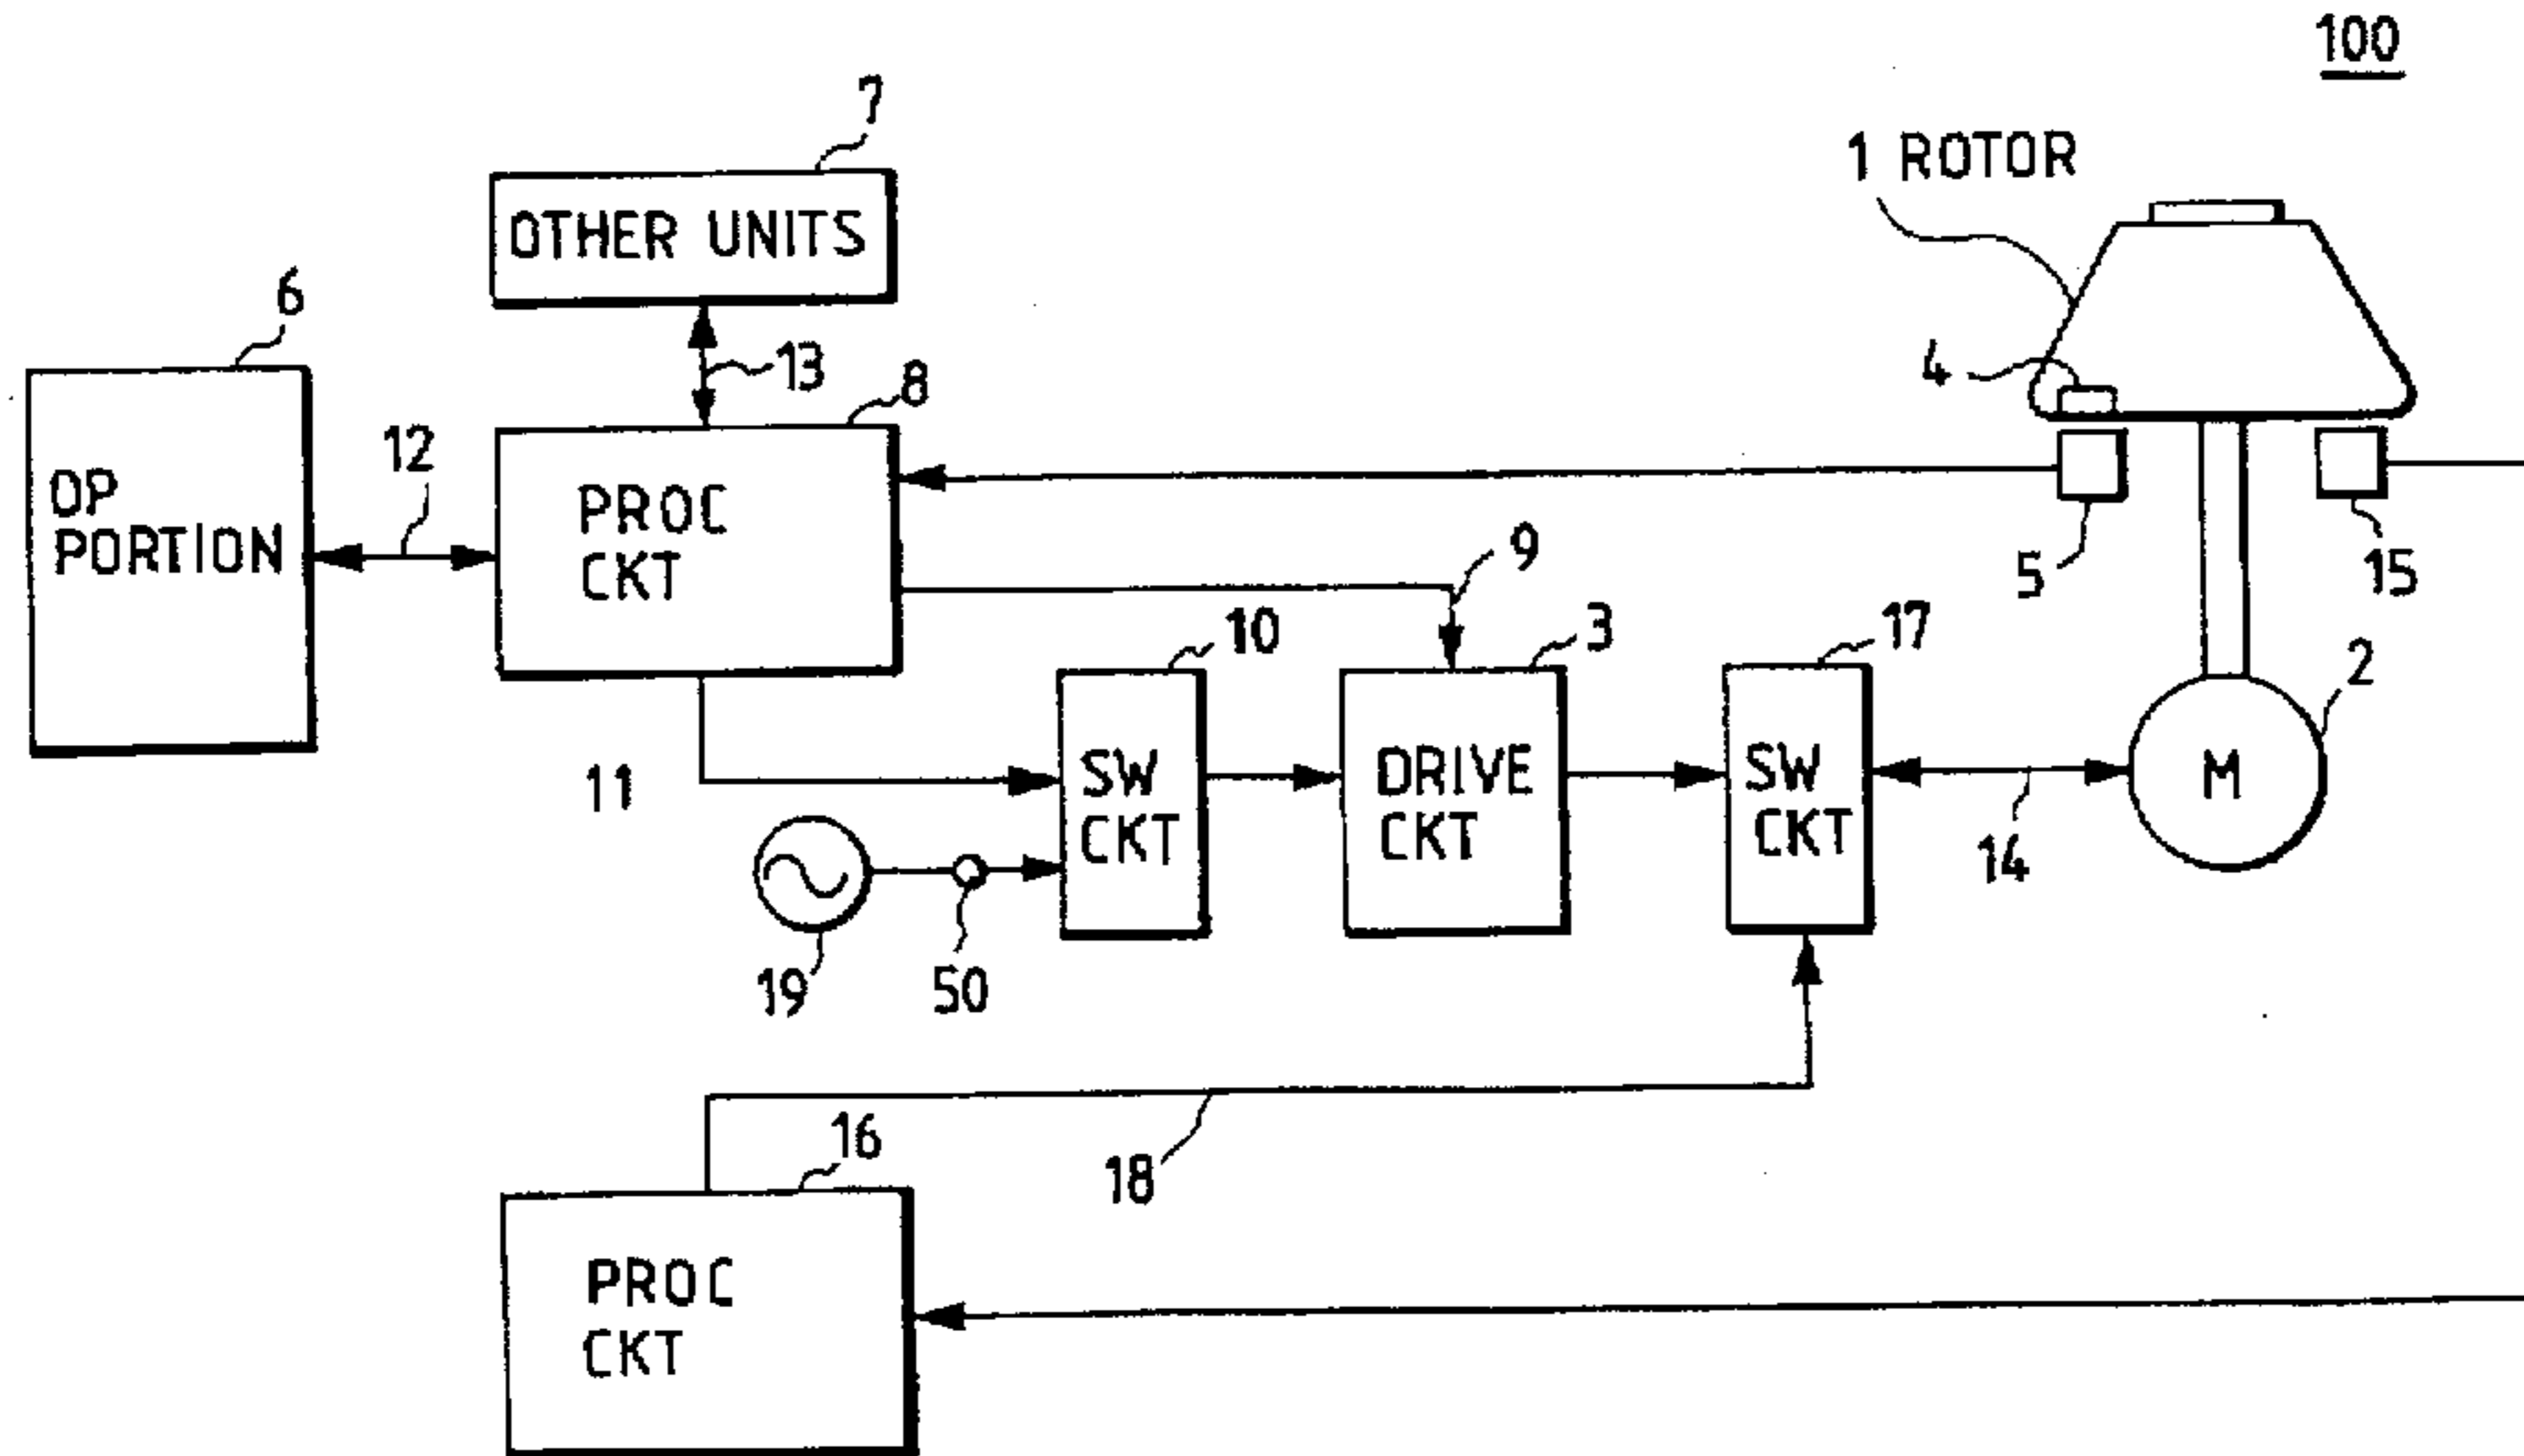 100
1 ROTOR
7
OTHER UNITS
6
13
8
4
12
OP
PORTION
PROC
CKT
5
15
9
10
3
17
2
11
SW
CKT
DRIVE
CKT
SW
CKT
M
14
19
50
16
18
PROC
CKT